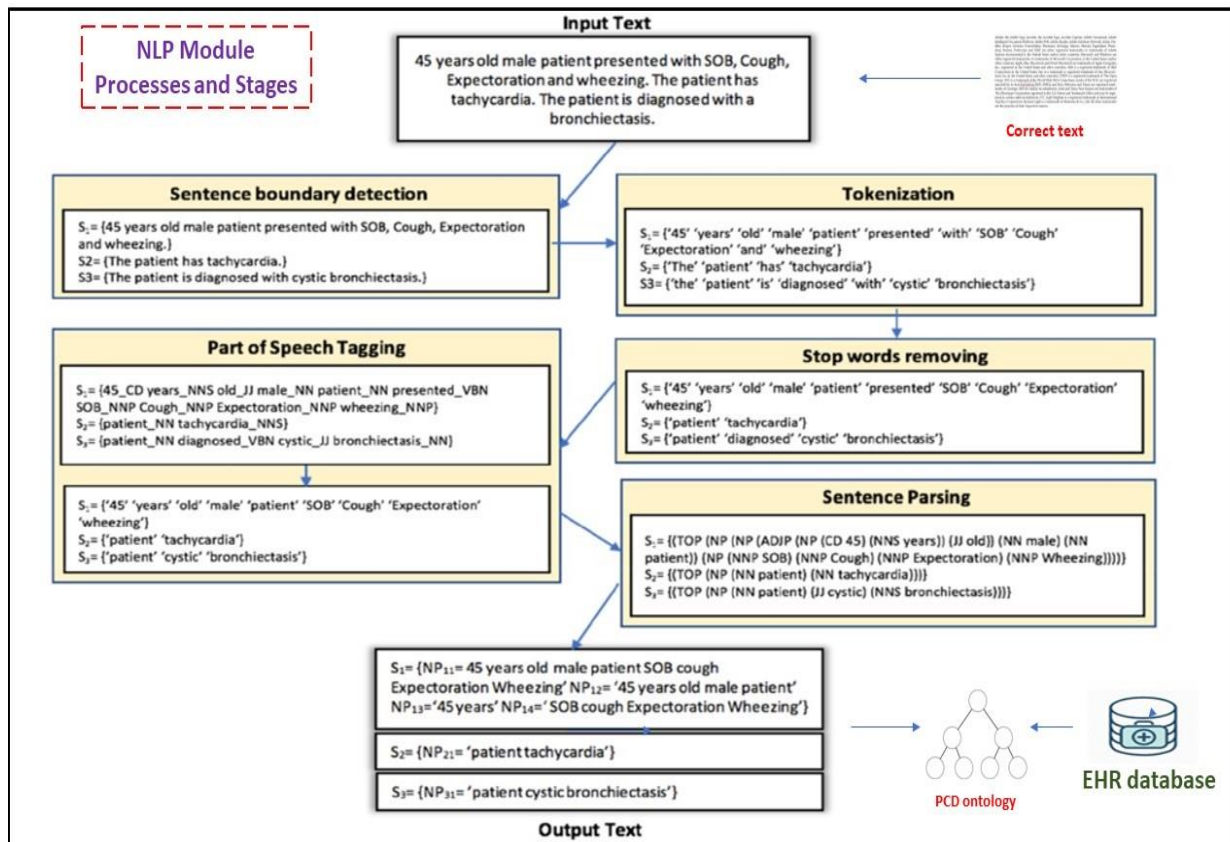 Input Text
NLP Module
Processes and Stages
45 years old male patient presented with SOB, Cough,
Expectoration and wheezing. The patient has
tachycardia. The patient is diagnosed with a
bronchiectasis.
Correct text
Sentence boundary detection
S₁= {45 years old male patient presented with SOB, Cough, Expectoration
and wheezing.}
S2= {The patient has tachycardia.}
S3= {The patient is diagnosed with cystic bronchiectasis.}
Tokenization
S₁= {‘45’ ‘years’ ‘old’ ‘male’ ‘patient’ ‘presented’ ‘with’ ‘SOB’ ‘Cough’
‘Expectoration’ ‘and’ ‘wheezing’}
S₂= {‘The’ ‘patient’ ‘has’ ‘tachycardia’}
S3= {‘the’ ‘patient’ ‘is’ ‘diagnosed’ ‘with’ ‘cystic’ ‘bronchiectasis’}
Part of Speech Tagging
S₁= {45_CD years_NNS old_JJ male_NN patient_NN presented_VBN
SOB_NNP Cough_NNP Expectoration_NNP wheezing_NNP}
S₂= {patient_NN tachycardia_NNS}
S₃= {patient_NN diagnosed_VBN cystic_JJ bronchiectasis_NN}
S₁= {‘45’ ‘years’ ‘old’ ‘male’ ‘patient’ ‘SOB’ ‘Cough’ ‘Expectoration’
‘wheezing’}
S₂= {‘patient’ ‘tachycardia’}
S₃= {‘patient’ ‘cystic’ ‘bronchiectasis’}
Stop words removing
S₁= {‘45’ ‘years’ ‘old’ ‘male’ ‘patient’ ‘presented’ ‘SOB’ ‘Cough’ ‘Expectoration’
‘wheezing’}
S₂= {‘patient’ ‘tachycardia’}
S₃= {‘patient’ ‘diagnosed’ ‘cystic’ ‘bronchiectasis’}
Sentence Parsing
S₁= {(TOP (NP (NP (ADJP (NP (CD 45) (NNS years)) (JJ old)) (NN male) (NN
patient)) (NP (NNP SOB) (NNP Cough) (NNP Expectoration) (NNP Wheezing))))}
S₂= {(TOP (NP (NN patient) (NN tachycardia)))}
S₃= {(TOP (NP (NN patient) (JJ cystic) (NNS bronchiectasis)))}
S₁= {NP₁₁= 45 years old male patient SOB cough
Expectoration Wheezing’ NP₁₂= ‘45 years old male patient’
NP₁₃=‘45 years’ NP₁₄=‘ SOB cough Expectoration Wheezing’}
S₂= {NP₂₁= ‘patient tachycardia’}
S₃= {NP₃₁= ‘patient cystic bronchiectasis’}
Output Text
PCD ontology
EHR database